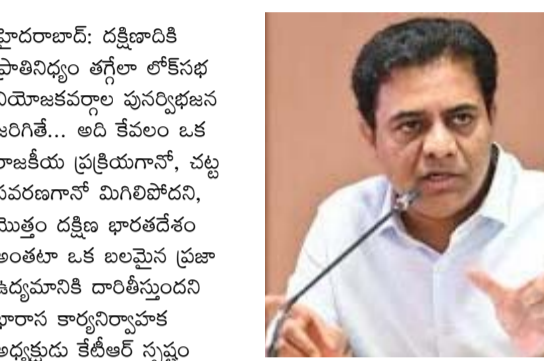 హైదరాబాద్: దక్షిణాదికి
ప్రాతినిధ్యం తగ్గేలా లోక్‌సభ
నియోజకవర్గాల పునర్విభజన
జరిగితే... అది కేవలం ఒక
రాజకీయ ప్రక్రియగానో, చట్ట
సవరణగానో మిగిలిపోదని,
మొత్తం దక్షిణ భారతదేశం
అంతటా ఒక బలమైన ప్రజా
ఉద్యమానికి దారితీస్తుందని
భారాస కార్యనిర్వాహక
అధ్యక్షుడు కేటీఆర్ స్పష్టం